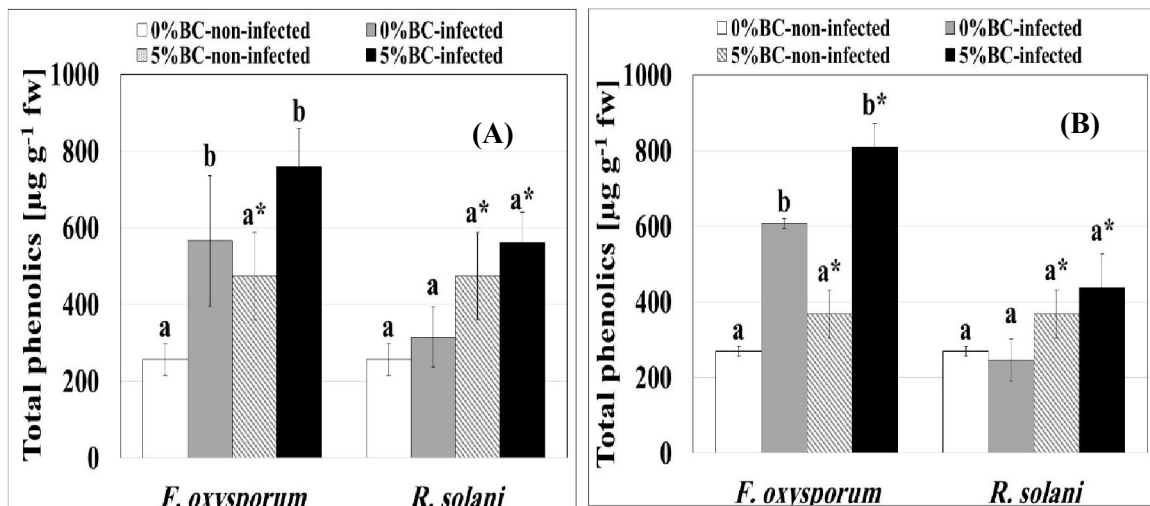 0%BC-non-infected 0%BC-infected
5%BC-non-infected 5%BC-infected
Total phenolics [µg g⁻¹ fw]
1000
800
600
400
200
0
(A)
a
b
a*
b
a
a
a*
a*
F. oxysporum R. solani
0%BC-non-infected 0%BC-infected
5%BC-non-infected 5%BC-infected
Total phenolics [µg g⁻¹ fw]
1000
800
600
400
200
0
(B)
a
b
a*
b*
a
a
a*
a*
F. oxysporum R. solani